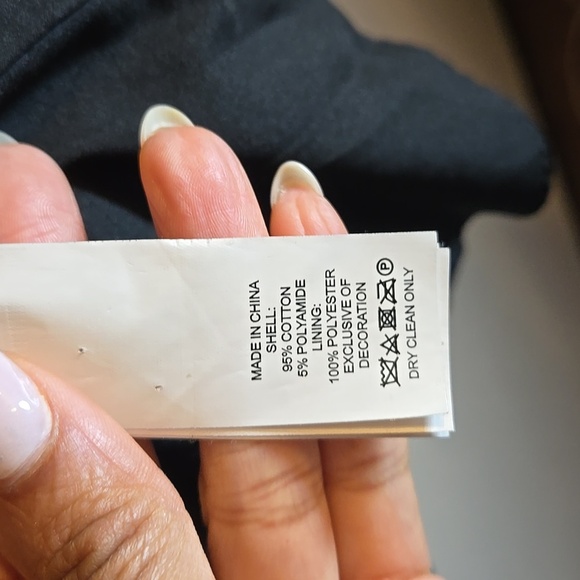 MADE IN CHINA
SHELL:
95% COTTON
5% POLYAMIDE
LINING:
100% POLYESTER
EXCLUSIVE OF
DECORATION
P
DRY CLEAN ONLY